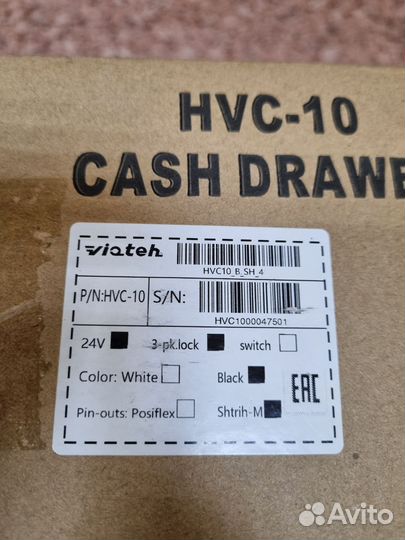 HVC-10
CASH DRAWE
viateh
HVC10_B_SH_4
P/N:HVC-10 S/N:
HVC1000047501
24V 3-pk.lock switch
Color: White Black
Pin-outs: Posiflex Shtrih-M
EAC
Avito